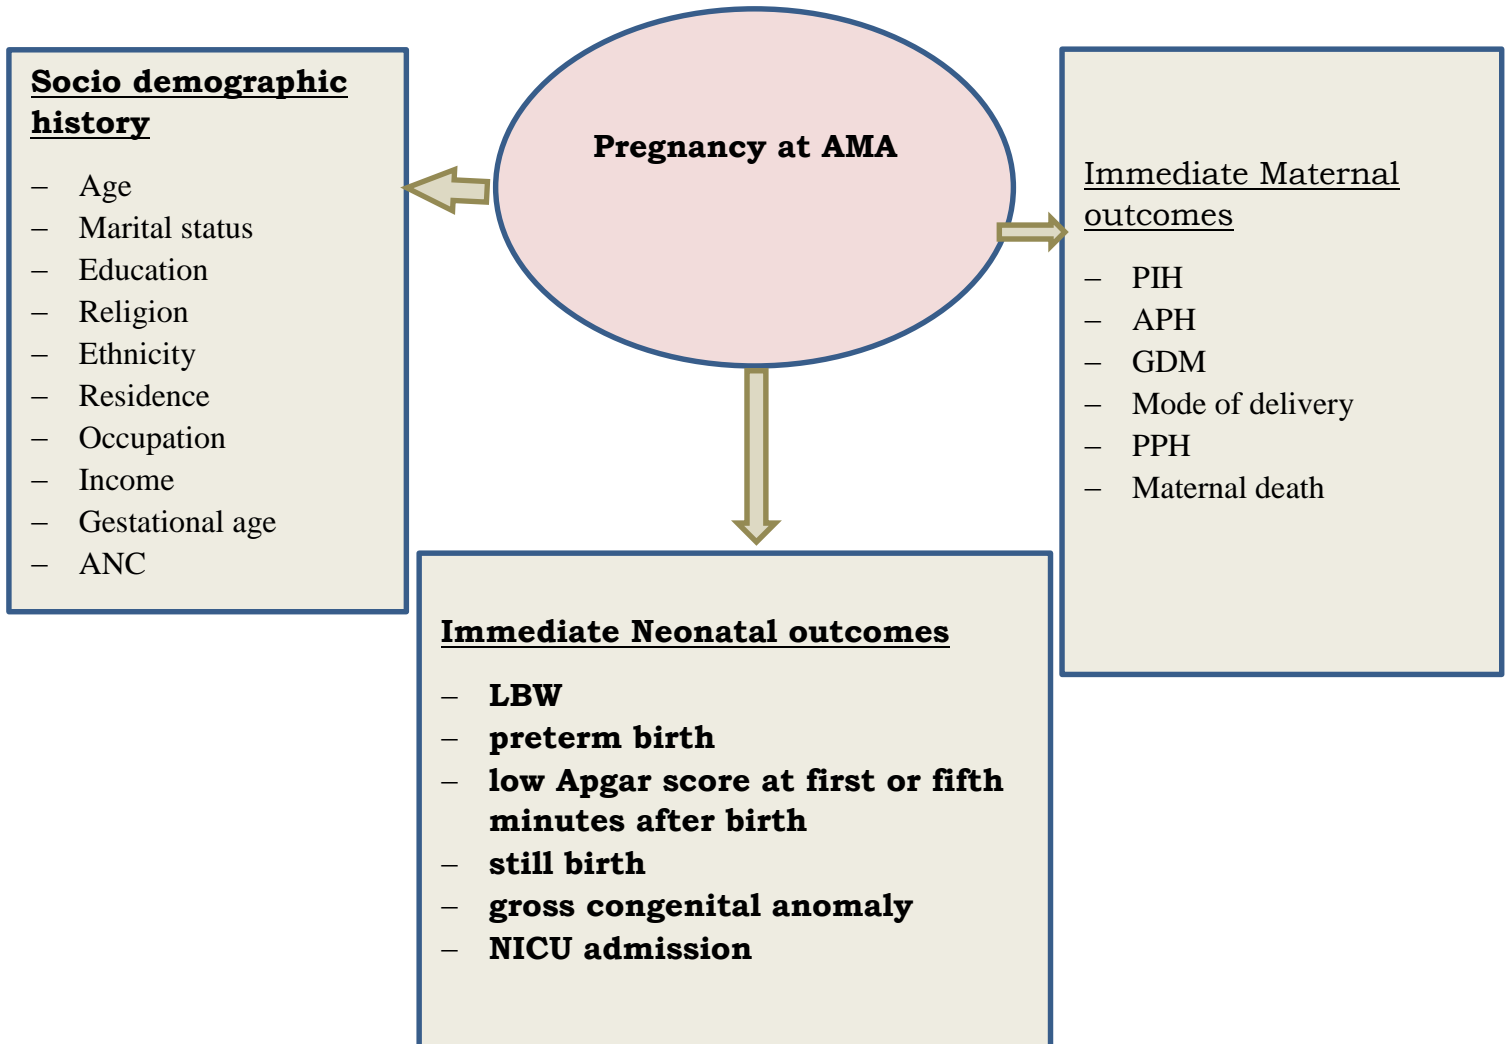 Pregnancy at AMA
Socio demographic
history
– Age
– Marital status
– Education
– Religion
– Ethnicity
– Residence
– Occupation
– Income
– Gestational age
– ANC
Immediate Maternal
outcomes
– PIH
– APH
– GDM
– Mode of delivery
– PPH
– Maternal death
Immediate Neonatal outcomes
– LBW
– preterm birth
– low Apgar score at first or fifth
minutes after birth
– still birth
– gross congenital anomaly
– NICU admission